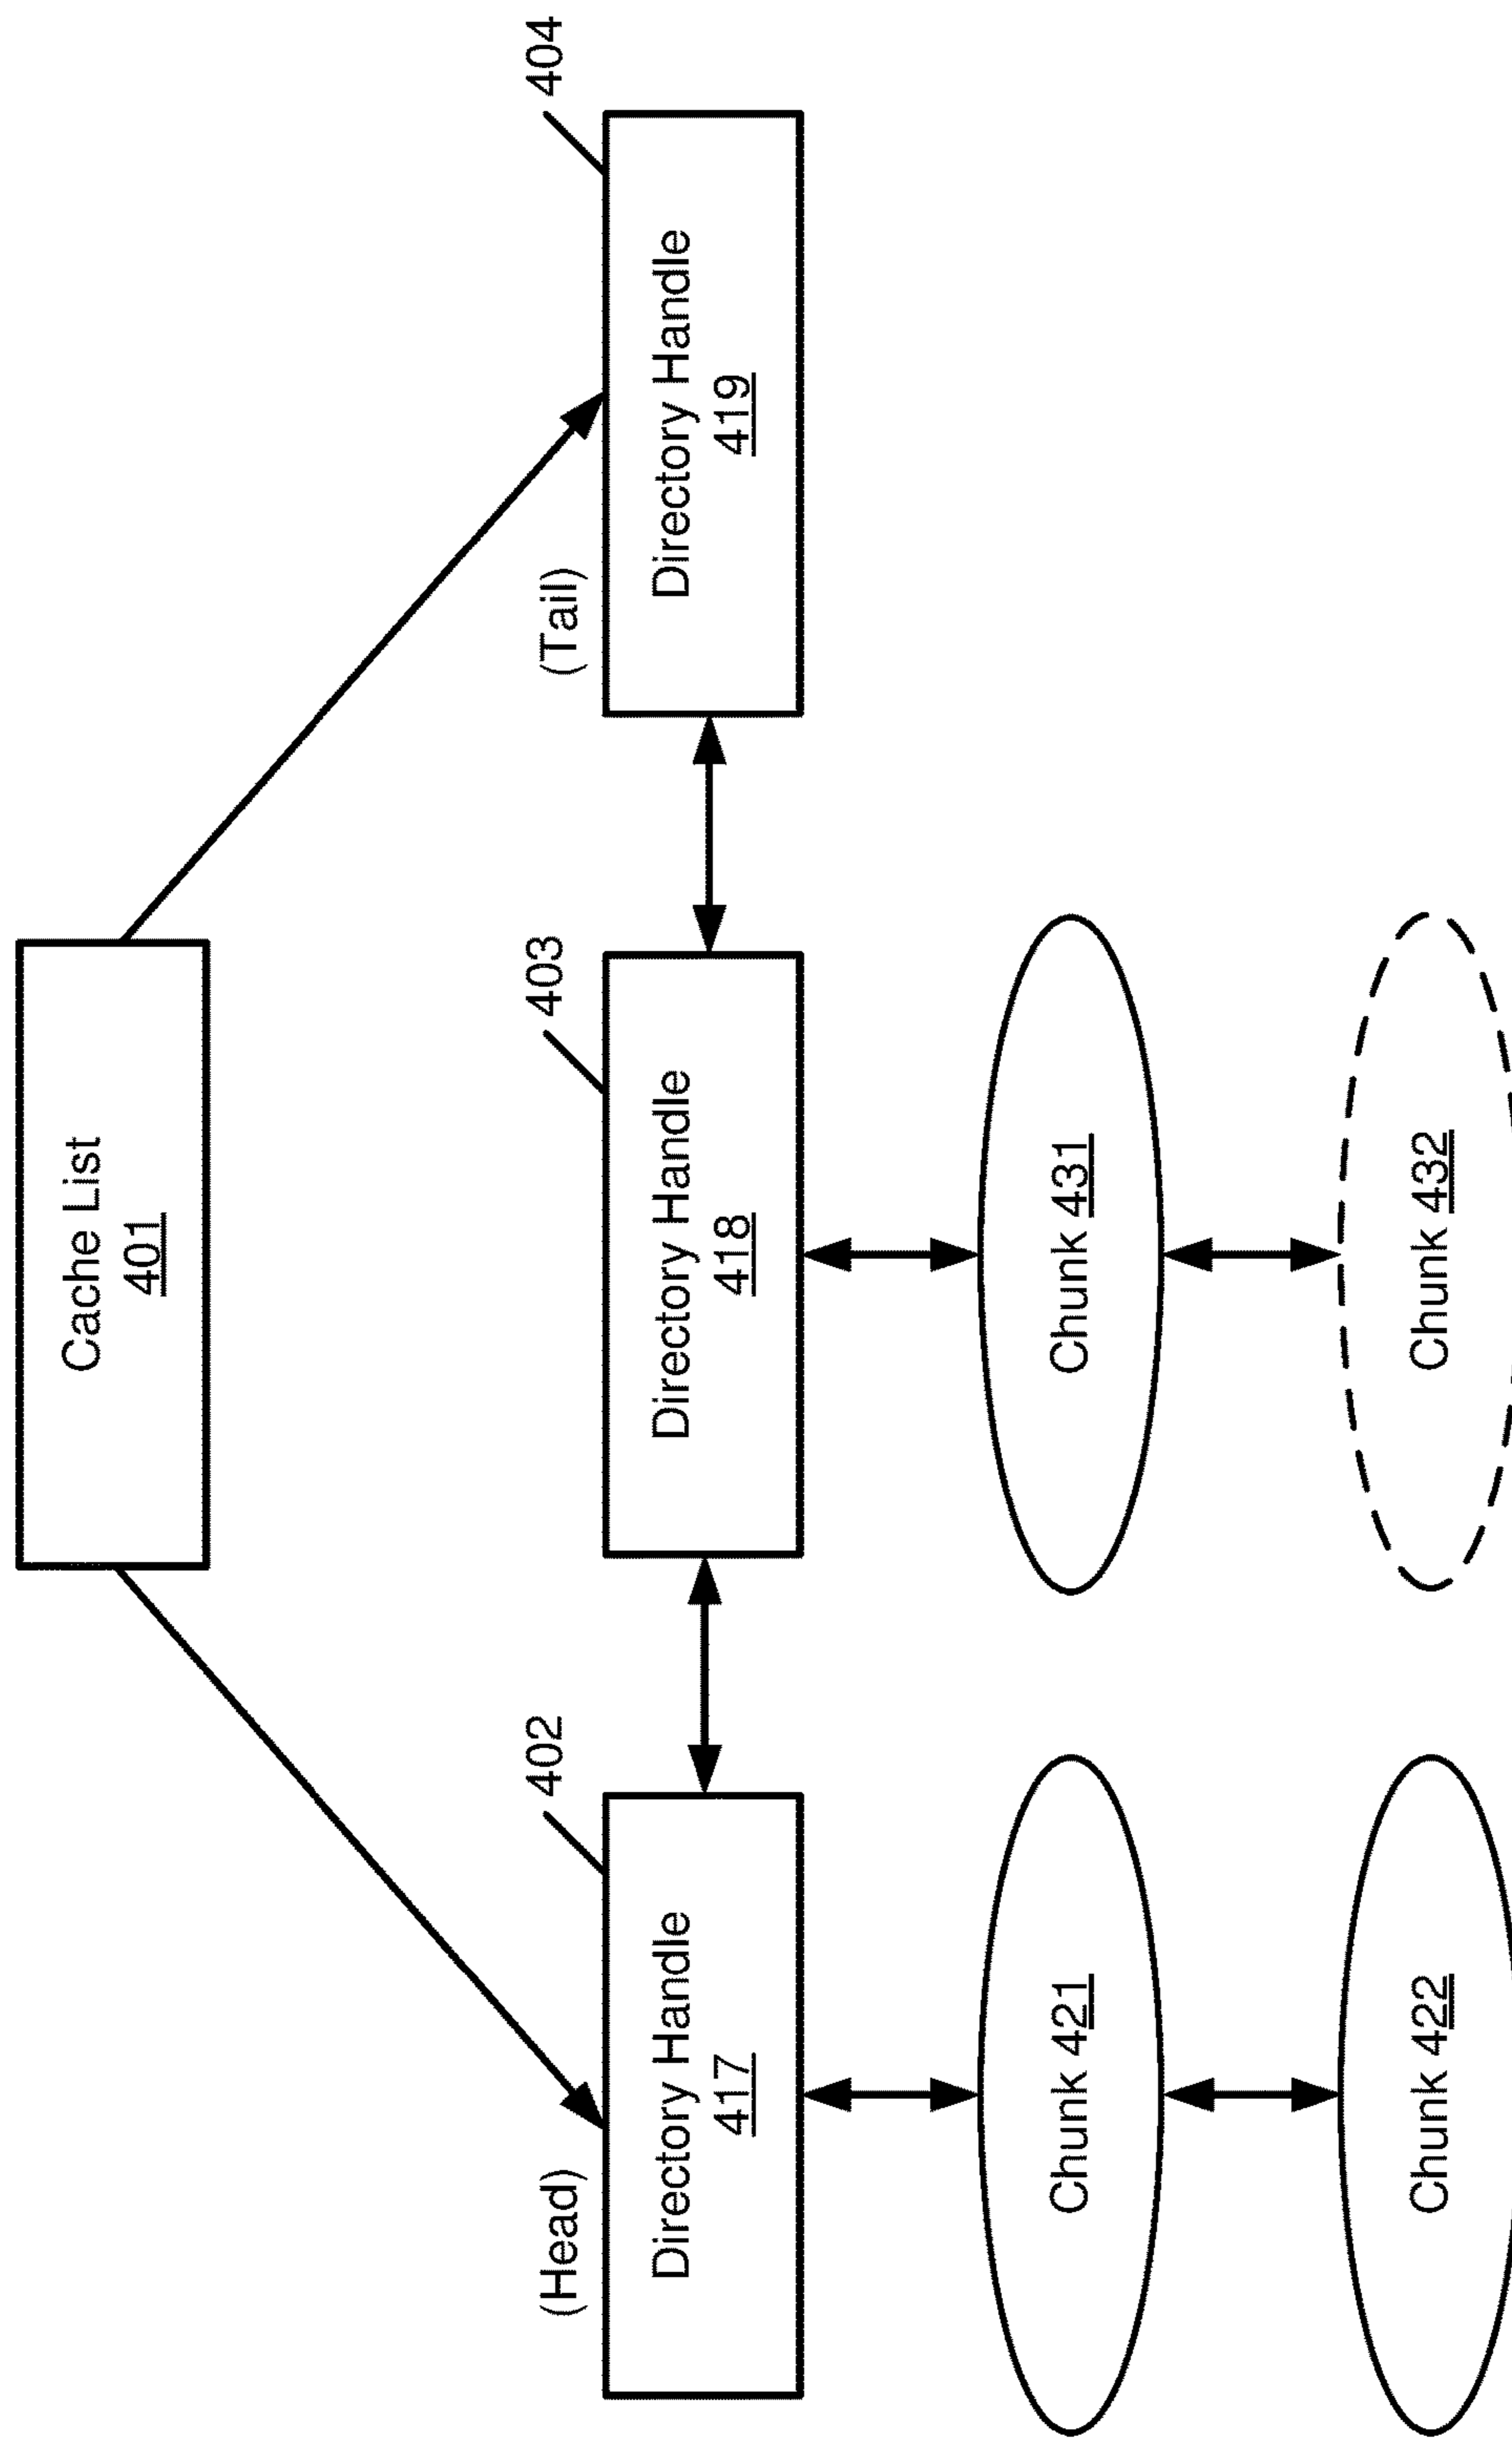 Cache List
401
402
403
404
(Head)
(Tail)
Directory Handle
417
Directory Handle
418
Directory Handle
419
Chunk 421
Chunk 431
Chunk 422
Chunk 432